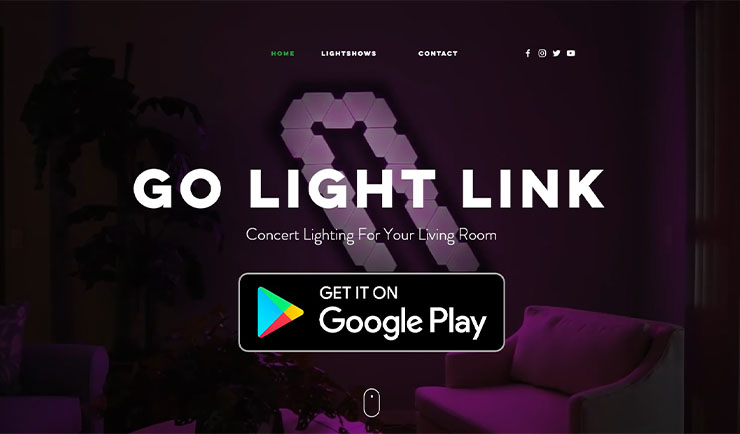 HOME LIGHTSHOWS CONTACT
GO LIGHT LINK
Concert Lighting For Your Living Room
GET IT ON
Google Play